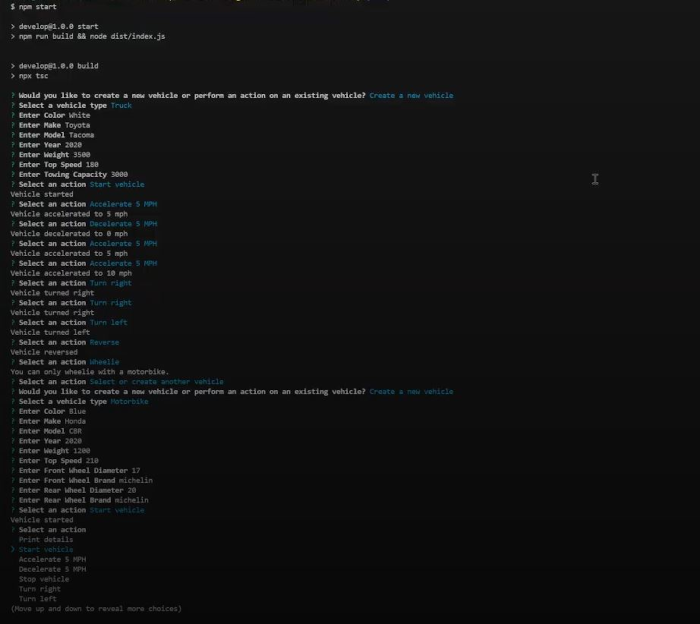 $ npm start
> develop@1.0.0 start
> npm run build && node dist/index.js
> develop@1.0.0 build
> npx tsc
? Would you like to create a new vehicle or perform an action on an existing vehicle? Create a new vehicle
? Select a vehicle type Truck
? Enter Color White
? Enter Make Toyota
? Enter Model Tacoma
? Enter Year 2020
? Enter Weight 3500
? Enter Top Speed 180
? Enter Towing Capacity 3000
? Select an action Start vehicle
Vehicle started
? Select an action Accelerate 5 MPH
Vehicle accelerated to 5 mph
? Select an action Decelerate 5 MPH
Vehicle decelerated to 0 mph
? Select an action Accelerate 5 MPH
Vehicle accelerated to 5 mph
? Select an action Accelerate 5 MPH
Vehicle accelerated to 10 mph
? Select an action Turn right
Vehicle turned right
? Select an action Turn right
Vehicle turned right
? Select an action Turn left
Vehicle turned left
? Select an action Reverse
Vehicle reversed
? Select an action Wheelie
You can only wheelie with a motorbike.
? Select an action Select or create another vehicle
? Would you like to create a new vehicle or perform an action on an existing vehicle? Create a new vehicle
? Select a vehicle type Motorbike
? Enter Color Blue
? Enter Make Honda
? Enter Model CBR
? Enter Year 2020
? Enter Weight 1200
? Enter Top Speed 210
? Enter Front Wheel Diameter 17
? Enter Front Wheel Brand michelin
? Enter Rear Wheel Diameter 20
? Enter Rear Wheel Brand michelin
? Select an action Start vehicle
Vehicle started
? Select an action
Print details
> Start vehicle
Accelerate 5 MPH
Decelerate 5 MPH
Stop vehicle
Turn right
Turn left
(Move up and down to reveal more choices)